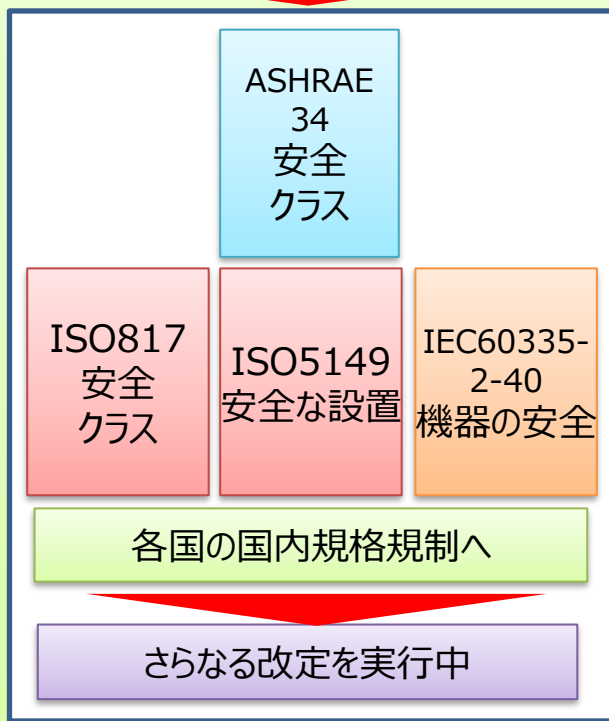 ASHRAE
34
安全
クラス
ISO817
安全
クラス
ISO5149
安全な設置
IEC60335-
2-40
機器の安全
各国の国内規格規制へ
さらなる改定を実行中